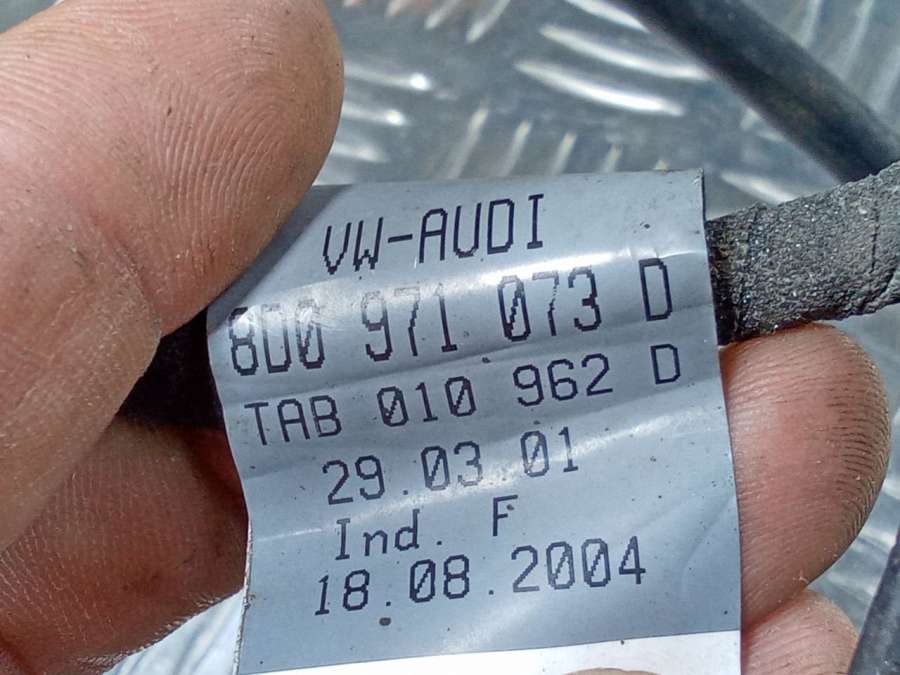 VW-AUDI
8D0 971 073 D
TAB 010 962 D
29.03 01
Ind. F
18.08.2004